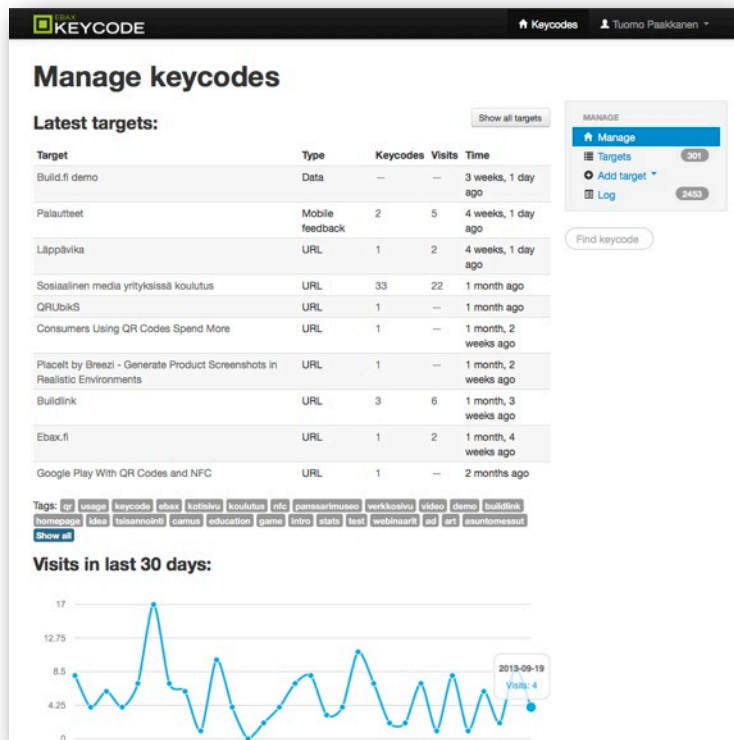 EBAX
KEYCODE
Keycodes
Tuomo Paakkanen
Manage keycodes
Latest targets:
Show all targets
Target Type Keycodes Visits Time
Build.fi demo Data — — 3 weeks, 1 day
ago
Palautteet Mobile 2 5 4 weeks, 1 day
feedback ago
Läppävika URL 1 2 4 weeks, 1 day
ago
Sosiaalinen media yrityksissä koulutus URL 33 22 1 month ago
QRUbikS URL 1 — 1 month ago
Consumers Using QR Codes Spend More URL 1 — 1 month, 2
weeks ago
PlaceIt by Breezi - Generate Product Screenshots in URL 1 — 1 month, 2
Realistic Environments weeks ago
Buildlink URL 3 6 1 month, 3
weeks ago
Ebax.fi URL 1 2 1 month, 4
weeks ago
Google Play With QR Codes and NFC URL 1 — 2 months ago
Tags: qr usage keycode ebax kotisivu koulutus nfc panssarimuseo verkkosivu video demo buildlink
homepage idea tsisannointi camus education game intro stats test webinaarit ad art asuntomessut
Show all
MANAGE
Manage
Targets 301
Add target
Log 2453
Find keycode
Visits in last 30 days:
17
12.75
8.5
4.25
0
2013-09-19
Visits: 4